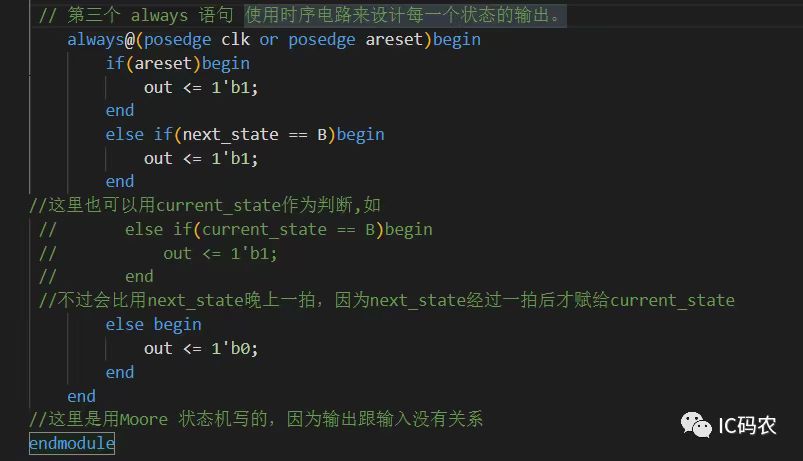 // 第三个 always 语句 使用时序电路来设计每一个状态的输出。
always@(posedge clk or posedge areset)begin
if(areset)begin
out <= 1'b1;
end
else if(next_state == B)begin
out <= 1'b1;
end
//这里也可以用current_state作为判断,如
// else if(current_state == B)begin
// out <= 1'b1;
// end
//不过会比用next_state晚上一拍，因为next_state经过一拍后才赋给current_state
else begin
out <= 1'b0;
end
end
//这里是用Moore 状态机写的，因为输出跟输入没有关系
endmodule
IC码农